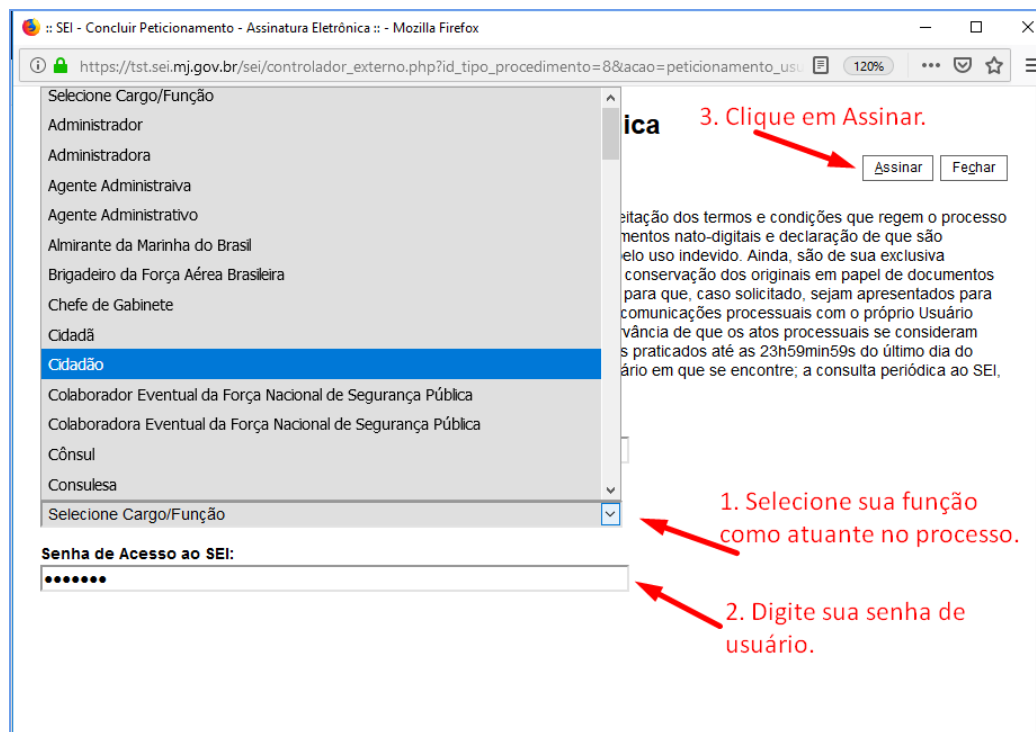 :: SEI - Concluir Peticionamento - Assinatura Eletrônica :: - Mozilla Firefox
https://tst.sei.mj.gov.br/sei/controlador_externo.php?id_tipo_procedimento=8&acao=peticionamento_usu
120%
Selecione Cargo/Função
Administrador
Administradora
Agente Administraiva
Agente Administrativo
Almirante da Marinha do Brasil
Brigadeiro da Força Aérea Brasileira
Chefe de Gabinete
Cidadã
Cidadão
Colaborador Eventual da Força Nacional de Segurança Pública
Colaboradora Eventual da Força Nacional de Segurança Pública
Cônsul
Consulesa
Selecione Cargo/Função
ica
3. Clique em Assinar.
Assinar
Fechar
eitação dos termos e condições que regem o processo
mentos nato-digitais e declaração de que são
elo uso indevido. Ainda, são de sua exclusiva
conservação dos originais em papel de documentos
para que, caso solicitado, sejam apresentados para
comunicações processuais com o próprio Usuário
rvância de que os atos processuais se consideram
s praticados até as 23h59min59s do último dia do
ário em que se encontre; a consulta periódica ao SEI,
1. Selecione sua função
como atuante no processo.
Senha de Acesso ao SEI:
•••••••
2. Digite sua senha de
usuário.